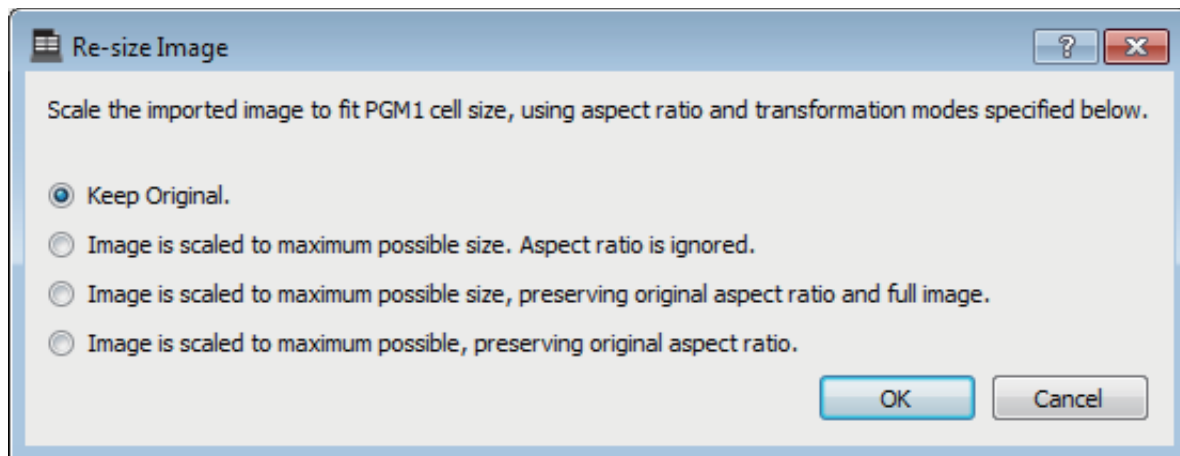 Re-size Image
Scale the imported image to fit PGM1 cell size, using aspect ratio and transformation modes specified below.
Keep Original.
Image is scaled to maximum possible size. Aspect ratio is ignored.
Image is scaled to maximum possible size, preserving original aspect ratio and full image.
Image is scaled to maximum possible, preserving original aspect ratio.
OK Cancel